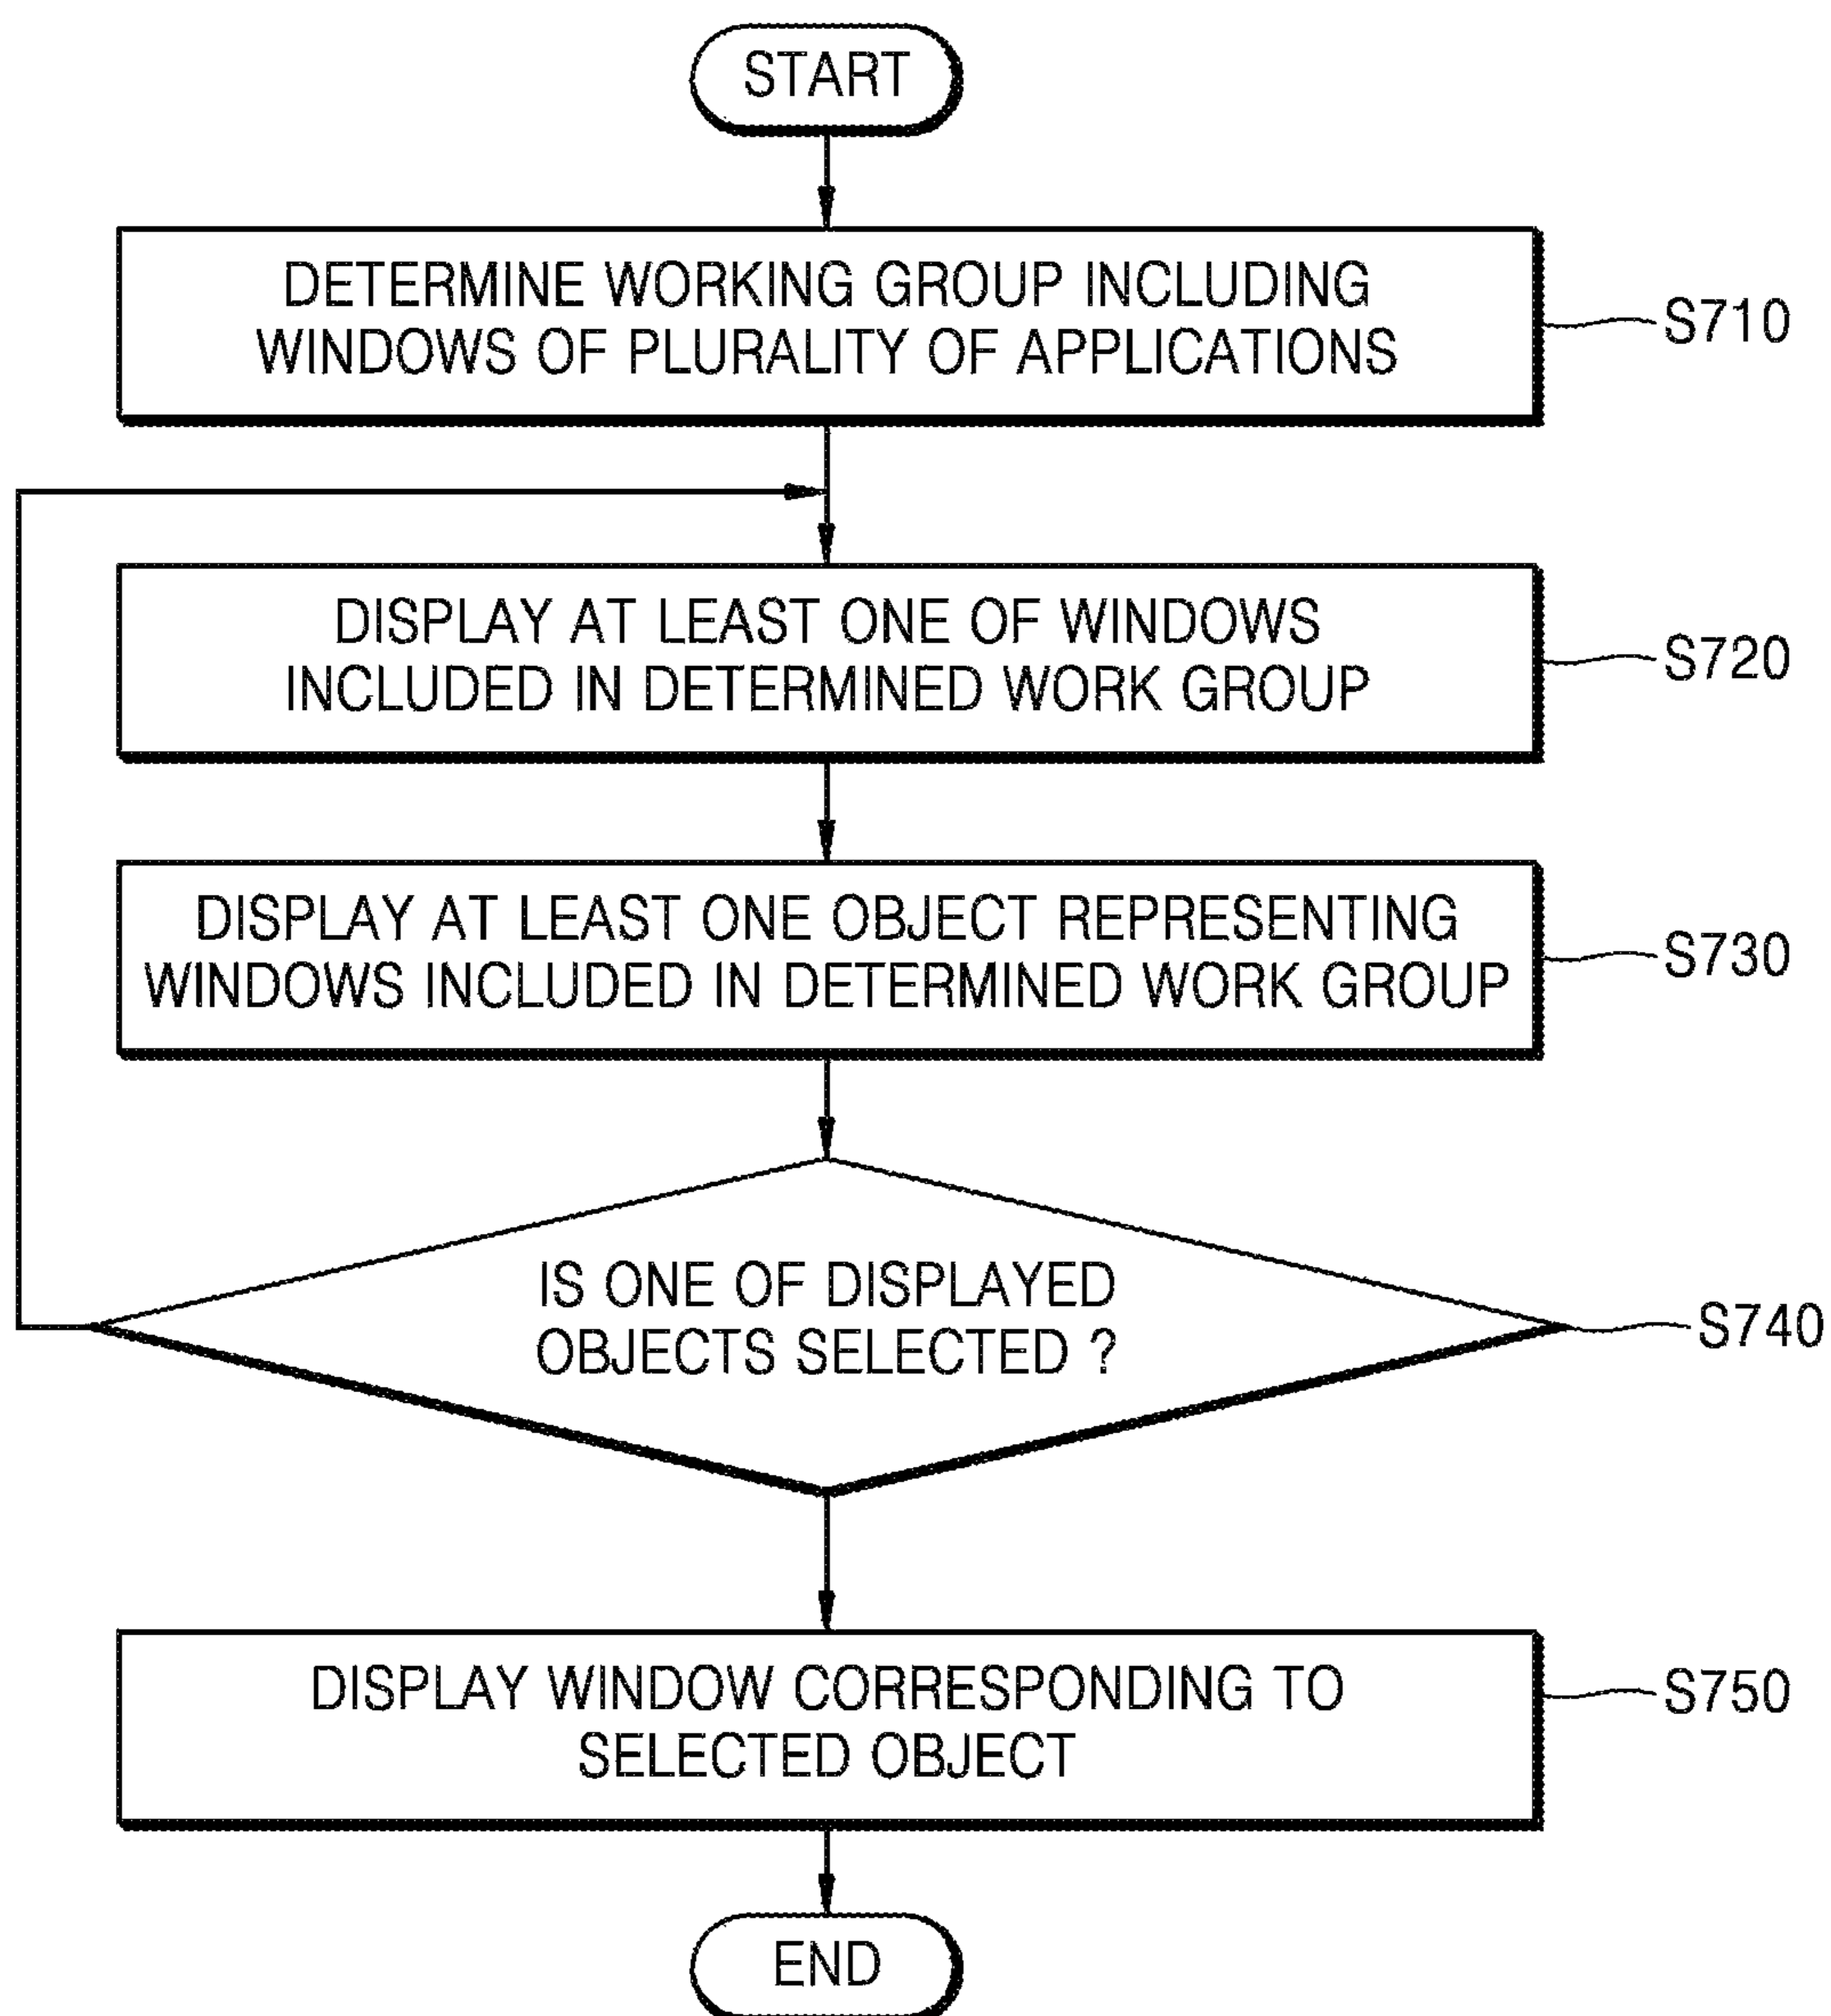 START
DETERMINE WORKING GROUP INCLUDING
WINDOWS OF PLURALITY OF APPLICATIONS
S710
DISPLAY AT LEAST ONE OF WINDOWS
INCLUDED IN DETERMINED WORK GROUP
S720
DISPLAY AT LEAST ONE OBJECT REPRESENTING
WINDOWS INCLUDED IN DETERMINED WORK GROUP
S730
IS ONE OF DISPLAYED
OBJECTS SELECTED ?
S740
DISPLAY WINDOW CORRESPONDING TO
SELECTED OBJECT
S750
END